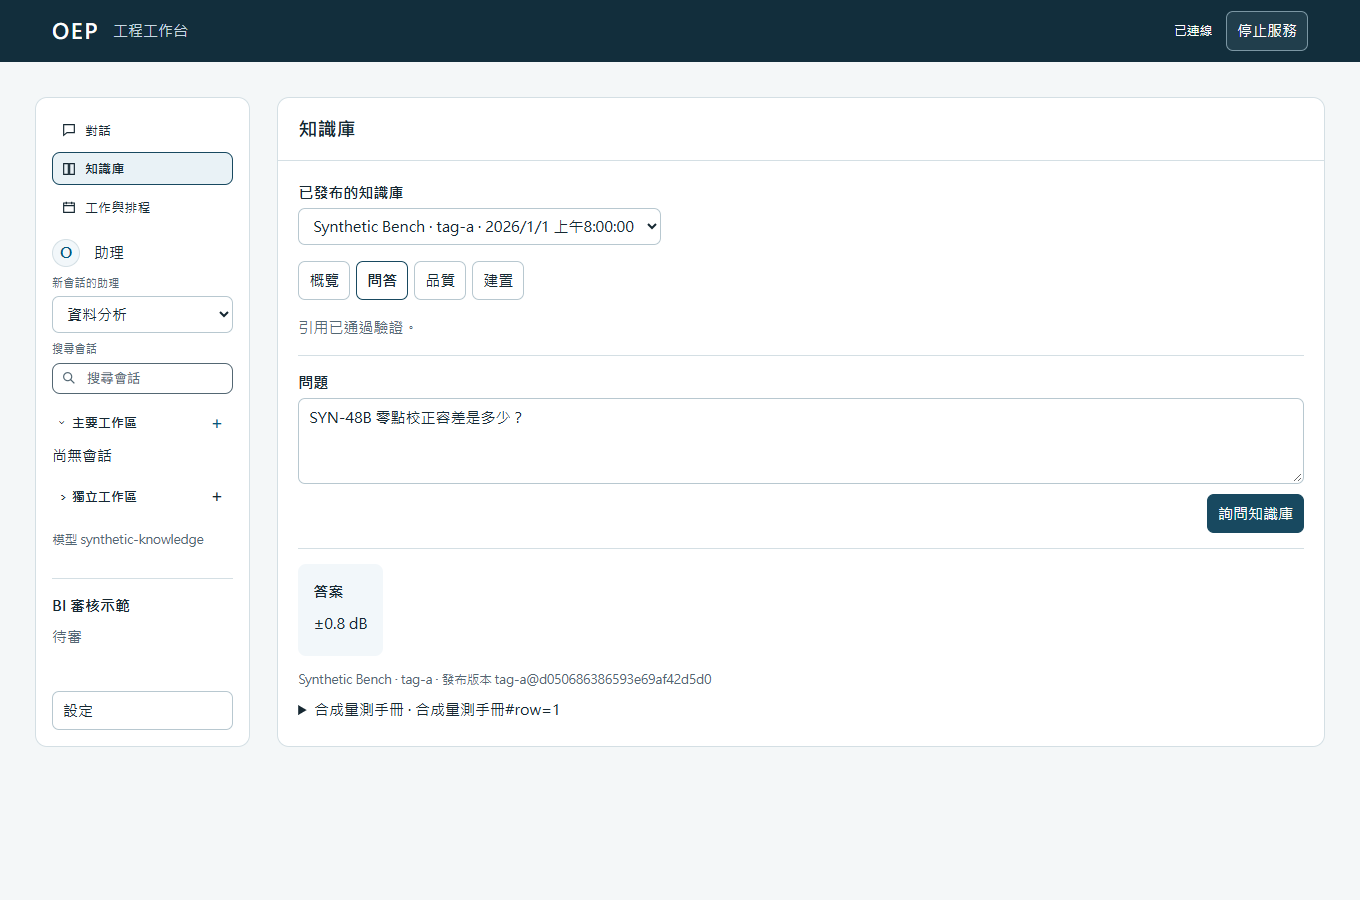 OEP 工程工作台
已連線
停止服務
對話
知識庫
工作與排程
O 助理
新會話的助理
資料分析
搜尋會話
搜尋會話
主要工作區 +
尚無會話
獨立工作區 +
模型 synthetic-knowledge
BI 審核示範
待審
設定
知識庫
已發布的知識庫
Synthetic Bench · tag-a · 2026/1/1 上午8:00:00
概覽 問答 品質 建置
引用已通過驗證。
問題
SYN-48B 零點校正容差是多少？
詢問知識庫
答案
±0.8 dB
Synthetic Bench · tag-a · 發布版本 tag-a@d050686386593e69af42d5d0
合成量測手冊 · 合成量測手冊#row=1